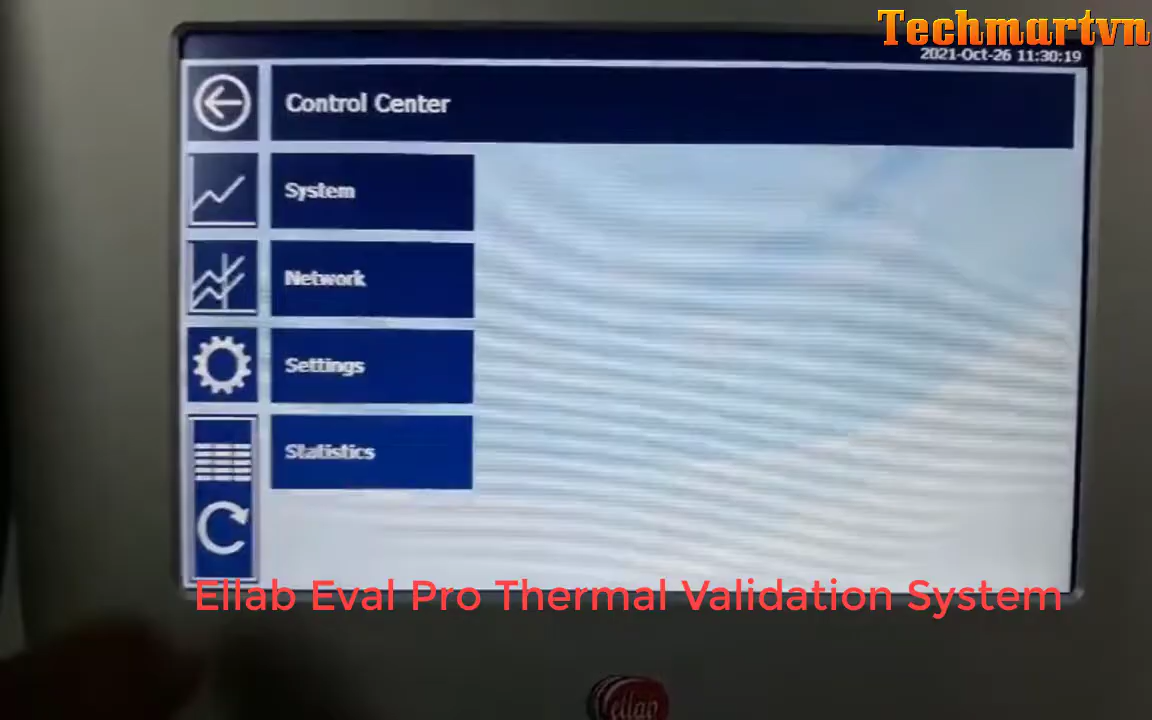 Techmartvn
2021-Oct-26 11:30:19
Control Center
System
Network
Settings
Statistics
Ellab Eval Pro Thermal Validation System
ellab